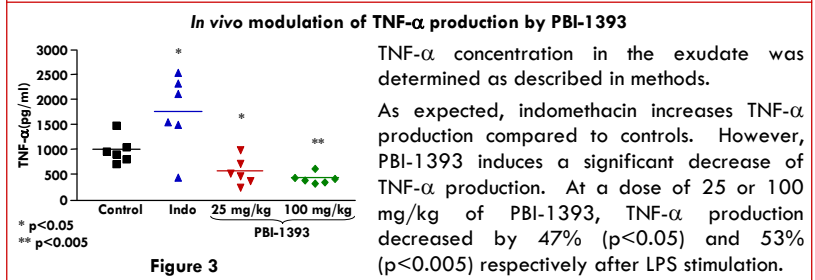 In vivo modulation of TNF-α production by PBI-1393
3000
2500
2000
1500
1000
500
0
TNF-α(pg/ml)
*
*
**
Control Indo 25 mg/kg 100 mg/kg
PBI-1393
* p<0.05
** p<0.005
Figure 3
TNF-α concentration in the exudate was
determined as described in methods.
As expected, indomethacin increases TNF-α
production compared to controls. However,
PBI-1393 induces a significant decrease of
TNF-α production. At a dose of 25 or 100
mg/kg of PBI-1393, TNF-α production
decreased by 47% (p<0.05) and 53%
(p<0.005) respectively after LPS stimulation.